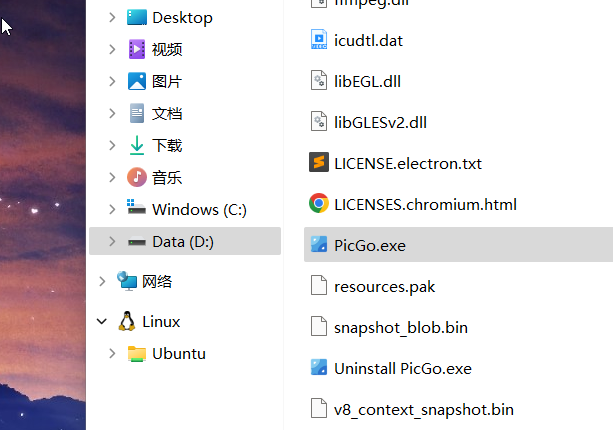 Desktop
视频
图片
文档
下载
音乐
Windows (C:)
Data (D:)
网络
Linux
Ubuntu
ffmpeg.dll
icudtl.dat
libEGL.dll
libGLESv2.dll
LICENSE.electron.txt
LICENSES.chromium.html
PicGo.exe
resources.pak
snapshot_blob.bin
Uninstall PicGo.exe
v8_context_snapshot.bin